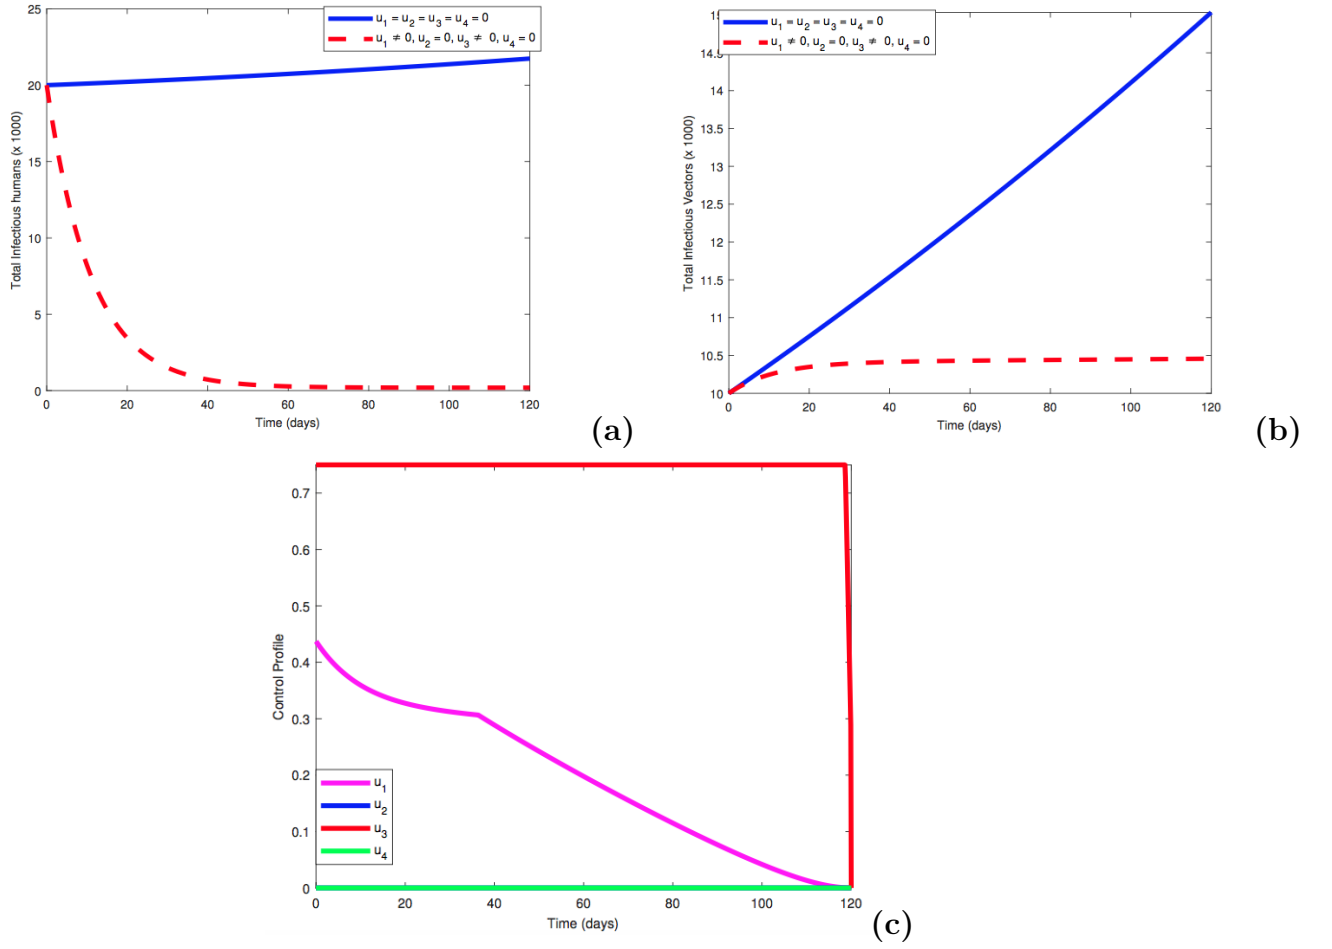 25
20
15
10
5
0
0 20 40 60 80 100 120
Total Infectious humans (x 1000)
Time (days)
u₁ = u₂ = u₃ = u₄ = 0
u₁ ≠ 0, u₂ = 0, u₃ ≠ 0, u₄ = 0
(a)
15
14.5
14
13.5
13
12.5
12
11.5
11
10.5
10
0 20 40 60 80 100 120
Total Infectious Vectors (x 1000)
Time (days)
u₁ = u₂ = u₃ = u₄ = 0
u₁ ≠ 0, u₂ = 0, u₃ ≠ 0, u₄ = 0
(b)
0.7
0.6
0.5
0.4
0.3
0.2
0.1
0
0 20 40 60 80 100 120
Control Profile
Time (days)
u₁
u₂
u₃
u₄
(c)